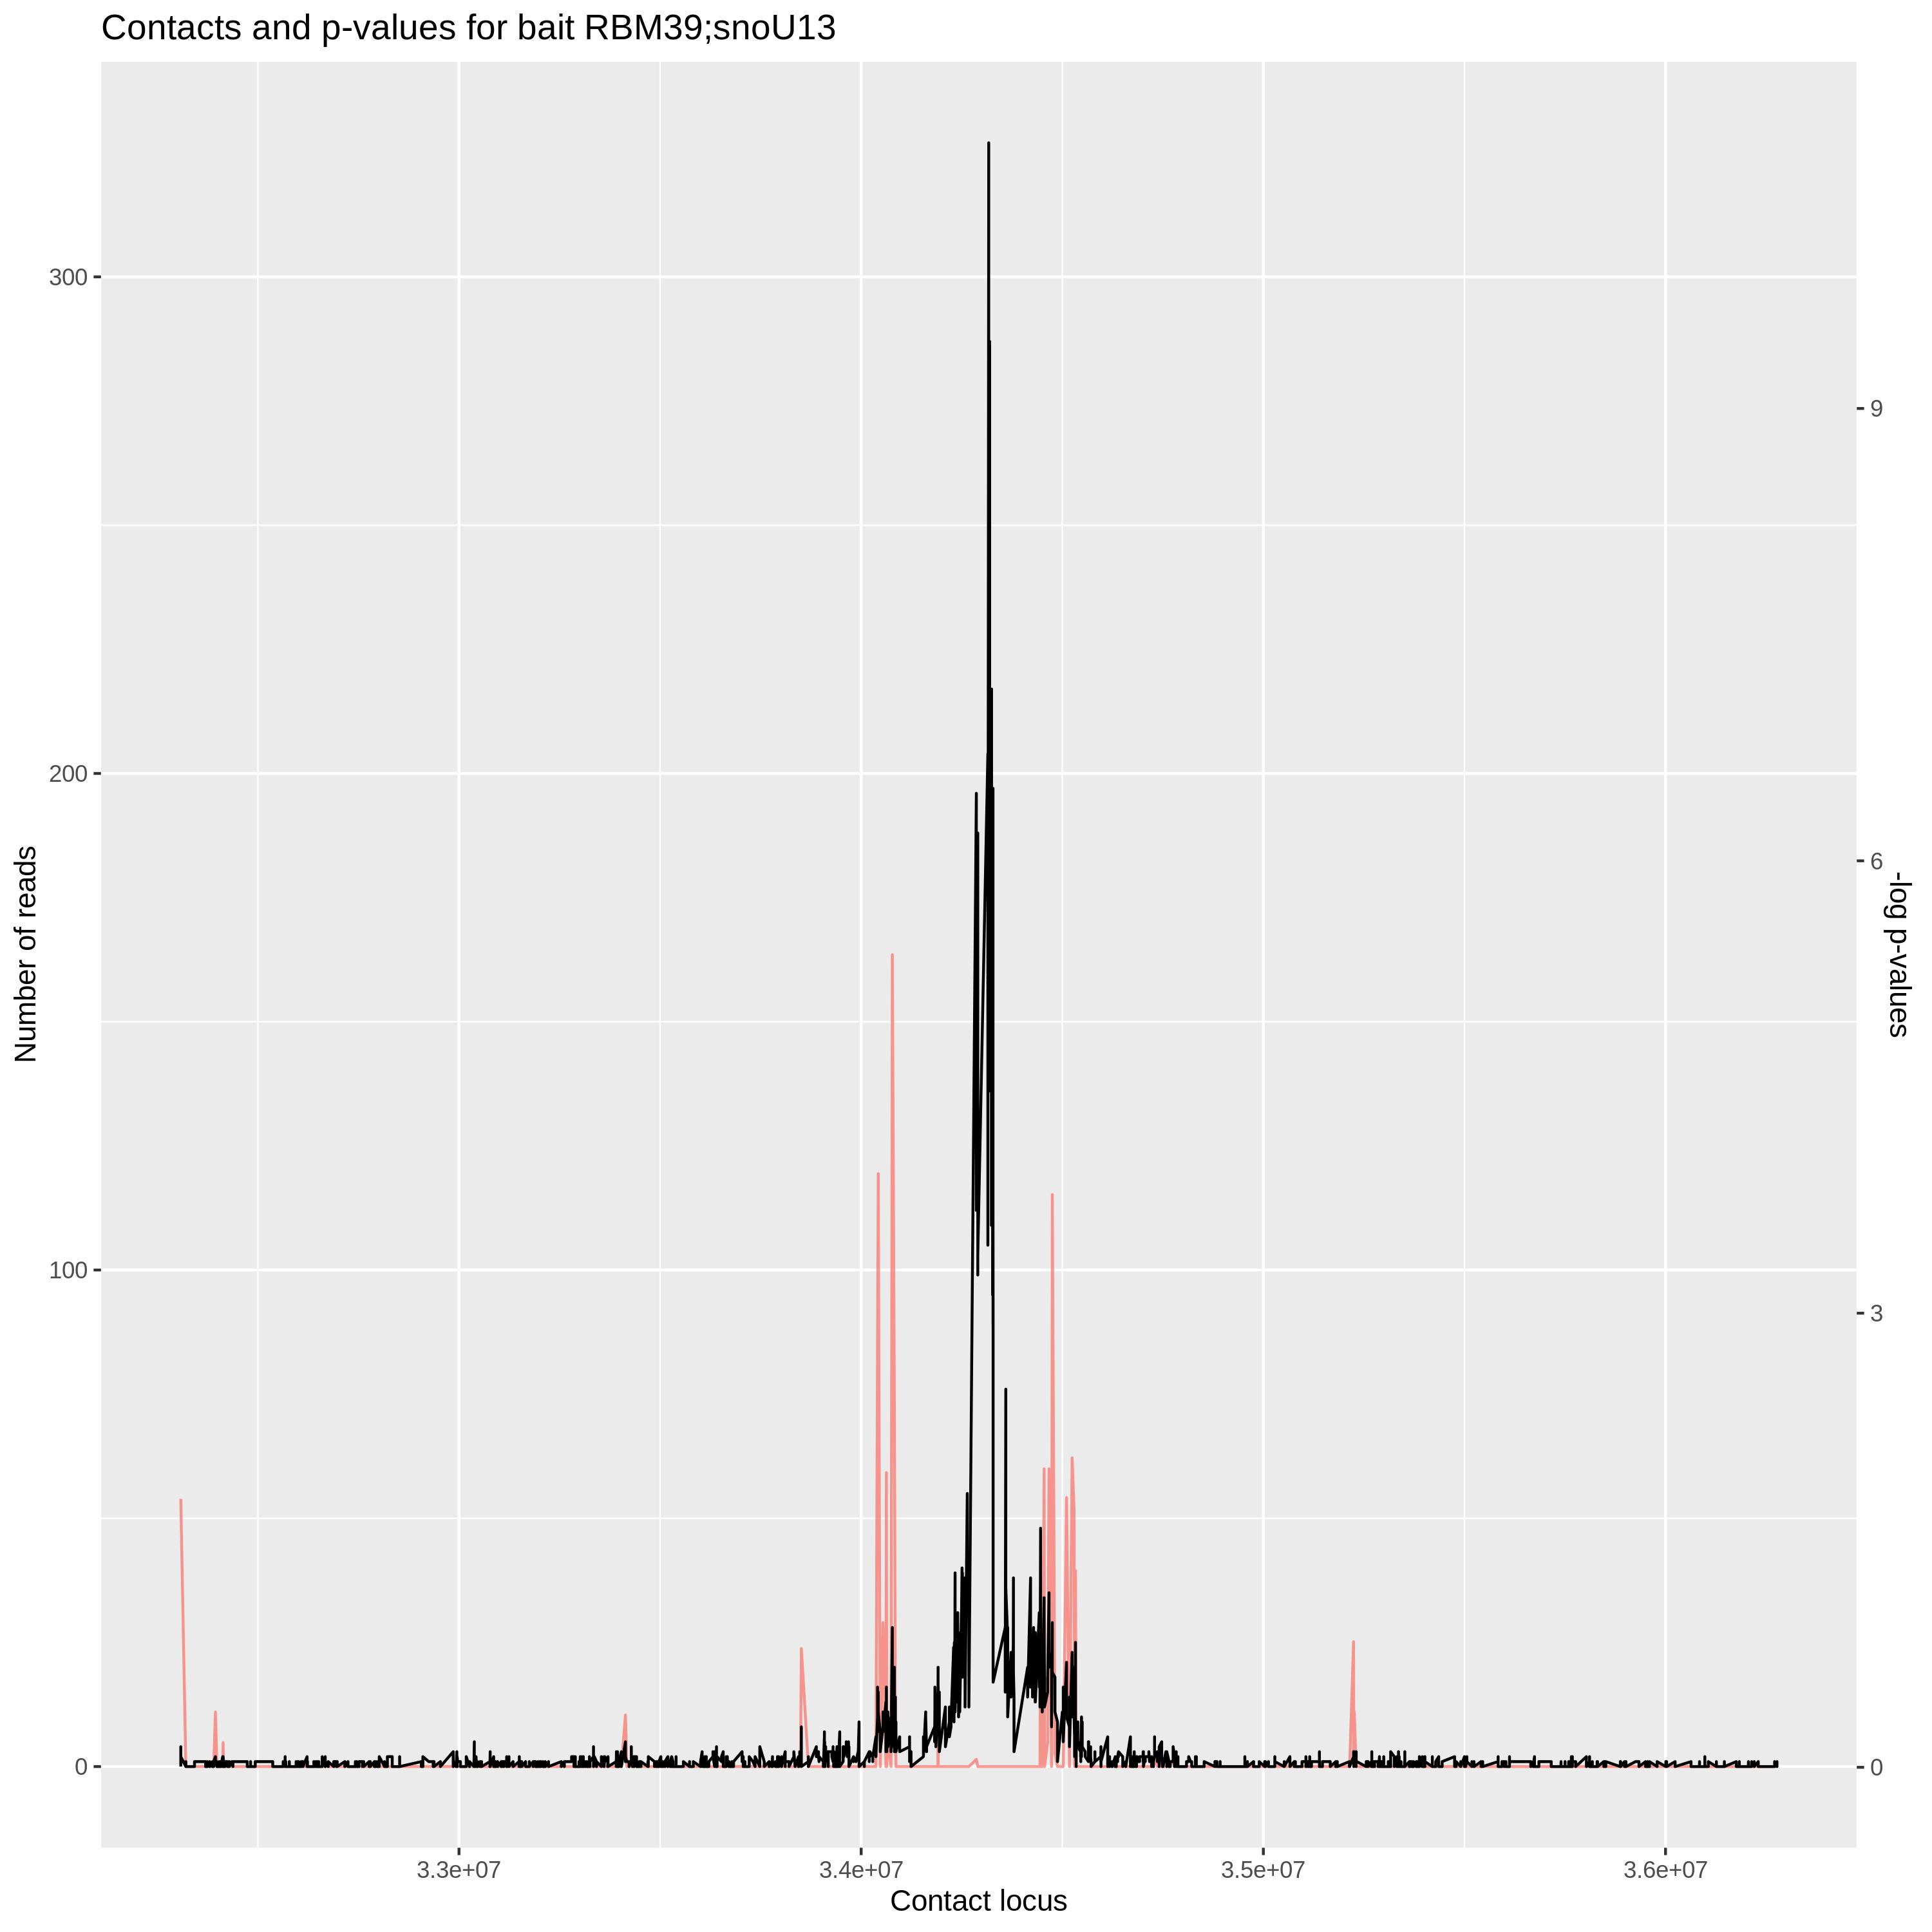 Contacts and p-values for bait RBM39;snoU13
300
200
100
0
Number of reads
9
6
3
0
-log p-values
3.3e+07 3.4e+07 3.5e+07 3.6e+07
Contact locus